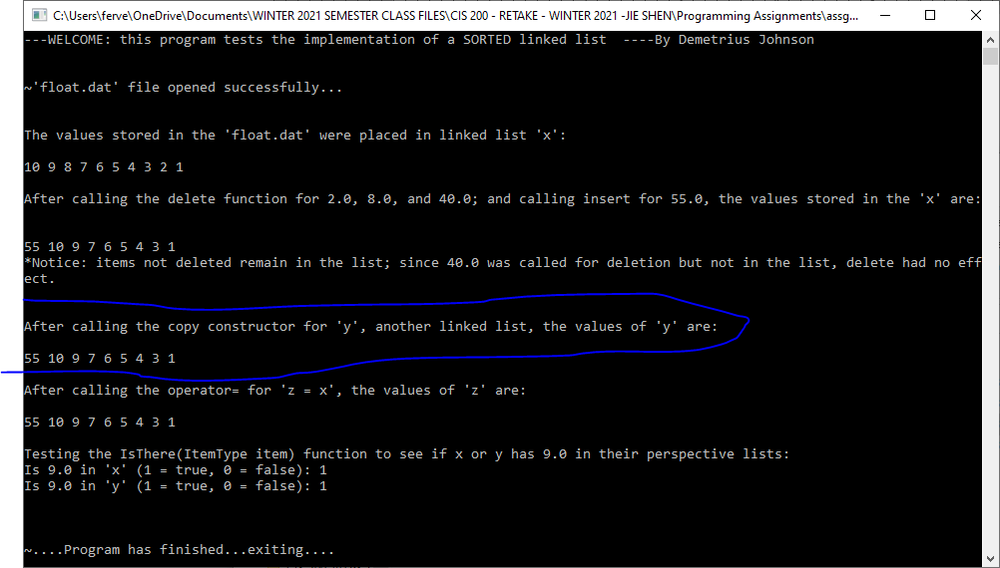 C:\Users\ferve\OneDrive\Documents\WINTER 2021 SEMESTER CLASS FILES\CIS 200 - RETAKE - WINTER 2021 -JIE SHEN\Programming Assignments\assg...
---WELCOME: this program tests the implementation of a SORTED linked list  ----By Demetrius Johnson
~'float.dat' file opened successfully...
The values stored in the 'float.dat' were placed in linked list 'x':
10 9 8 7 6 5 4 3 2 1
After calling the delete function for 2.0, 8.0, and 40.0; and calling insert for 55.0, the values stored in the 'x' are:
55 10 9 7 6 5 4 3 1
*Notice: items not deleted remain in the list; since 40.0 was called for deletion but not in the list, delete had no eff
ect.
After calling the copy constructor for 'y', another linked list, the values of 'y' are:
55 10 9 7 6 5 4 3 1
After calling the operator= for 'z = x', the values of 'z' are:
55 10 9 7 6 5 4 3 1
Testing the IsThere(ItemType item) function to see if x or y has 9.0 in their perspective lists:
Is 9.0 in 'x' (1 = true, 0 = false): 1
Is 9.0 in 'y' (1 = true, 0 = false): 1
~....Program has finished...exiting....